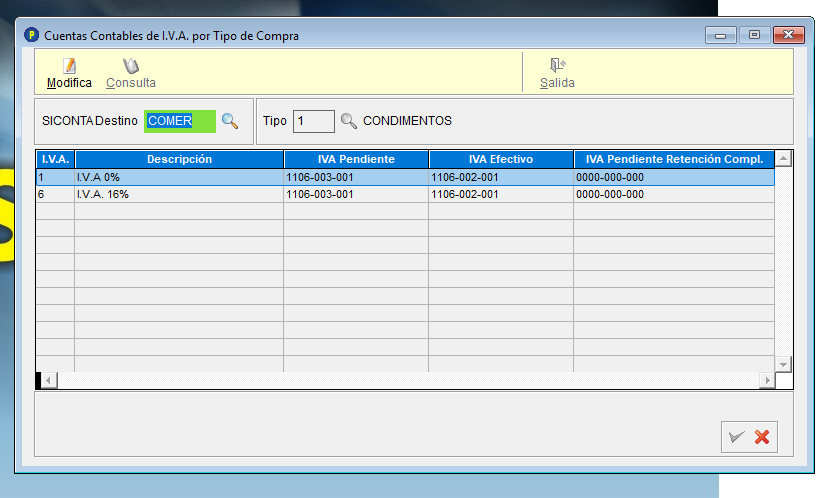 Cuentas Contables de I.V.A. por Tipo de Compra
Modifica Consulta Salida
SICONTA Destino COMER Tipo 1 CONDIMENTOS
I.V.A. Descripción IVA Pendiente IVA Efectivo IVA Pendiente Retención Compl.
1 I.V.A 0% 1106-003-001 1106-002-001 0000-000-000
6 I.V.A. 16% 1106-003-001 1106-002-001 0000-000-000